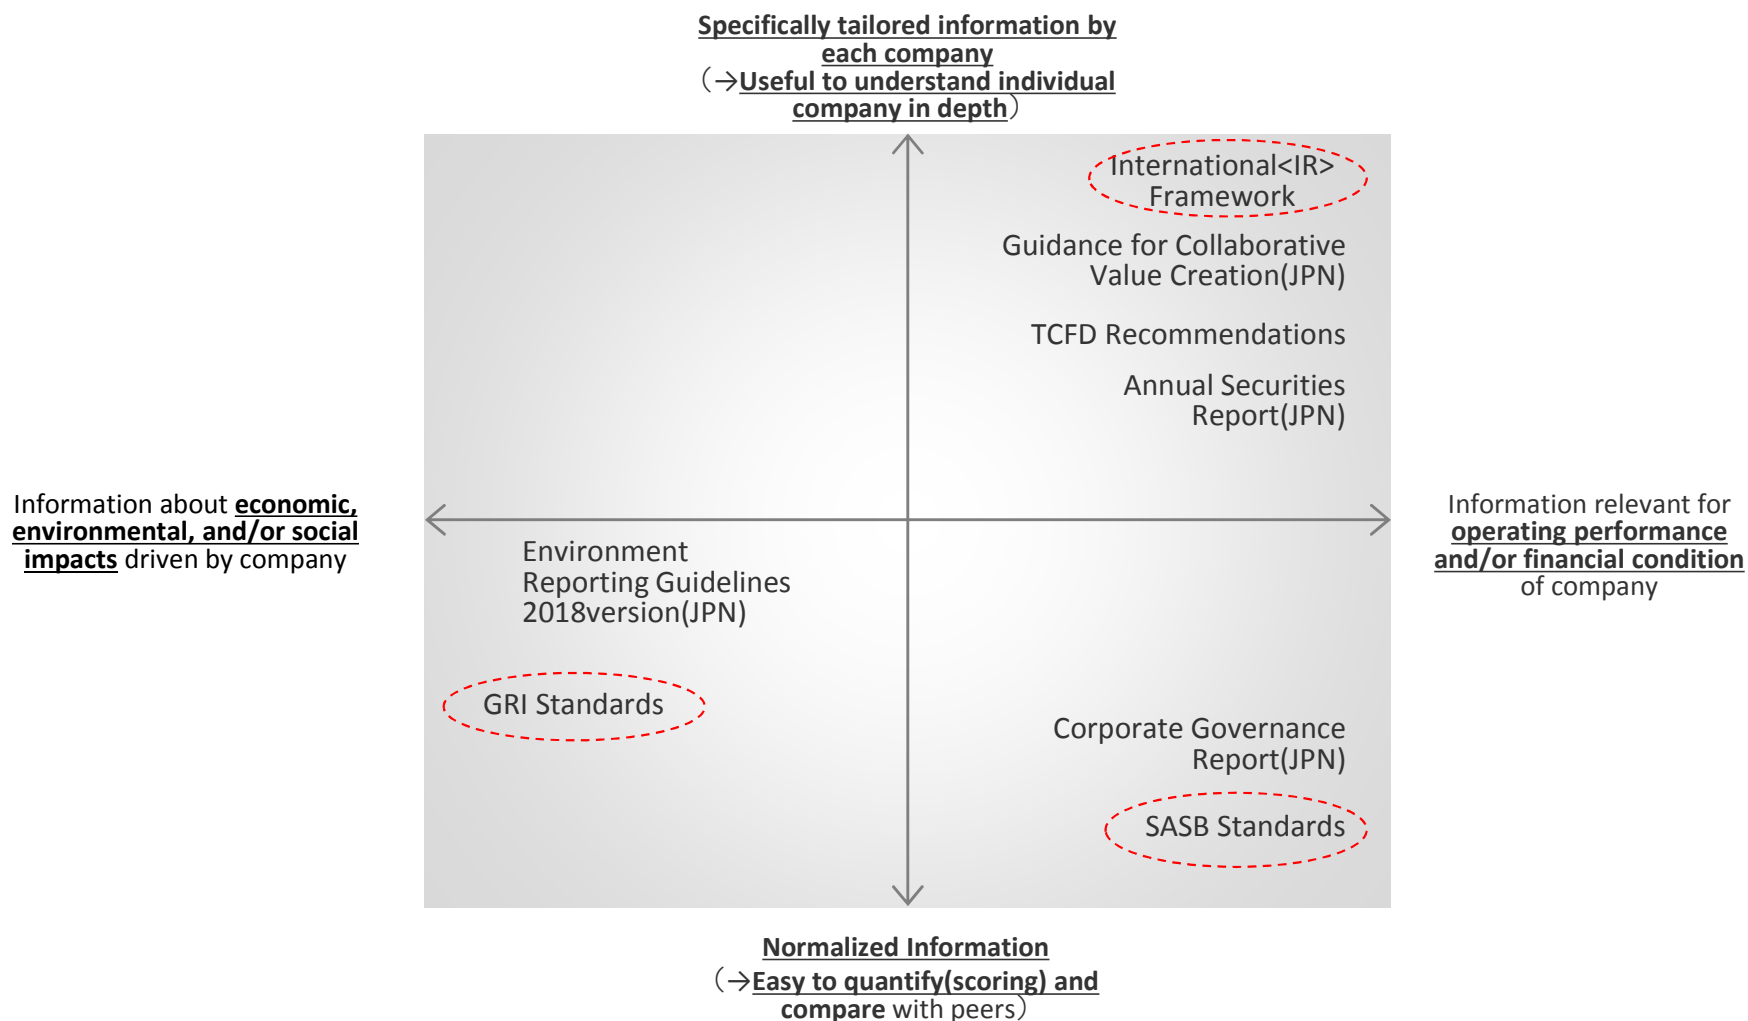 Specifically tailored information by
each company
（→Useful to understand individual
company in depth）
International<IR>
Framework
Guidance for Collaborative
Value Creation(JPN)
TCFD Recommendations
Annual Securities
Report(JPN)
Information about economic,
environmental, and/or social
impacts driven by company
Information relevant for
operating performance
and/or financial condition
of company
Environment
Reporting Guidelines
2018version(JPN)
GRI Standards
Corporate Governance
Report(JPN)
SASB Standards
Normalized Information
（→Easy to quantify(scoring) and
compare with peers）